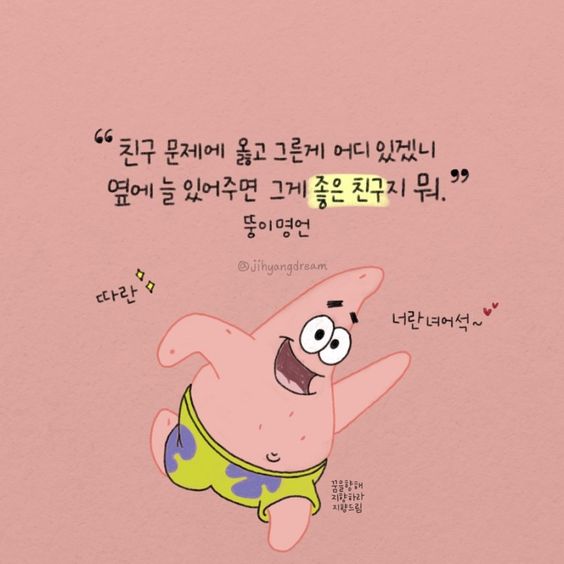 “친구 문제에 옳고 그른게 어디 있겠니
옆에 늘 있어주면 그게 좋은 친구지 뭐.”
뚱이명언
@jihyangdream
따란
너란녀어석~
꿈을향해
지향하라
지향드림